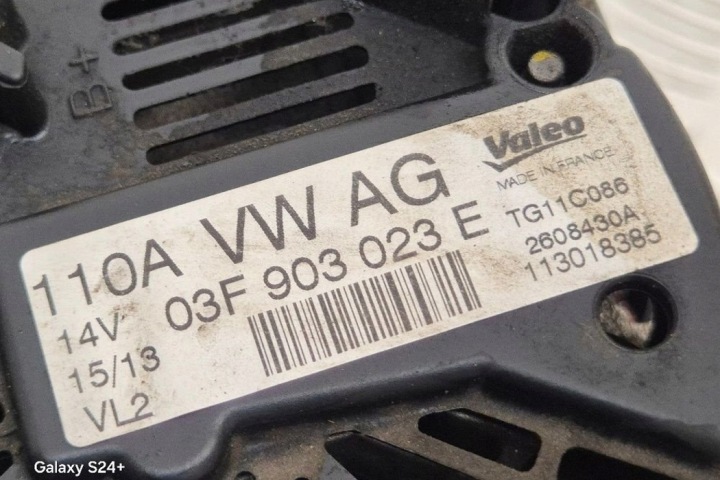 B+
Valeo
MADE IN FRANCE
110A VW AG
TG11C086
14V 03F 903 023 E
2608430A
15/13
113018385
VL2
Galaxy S24+